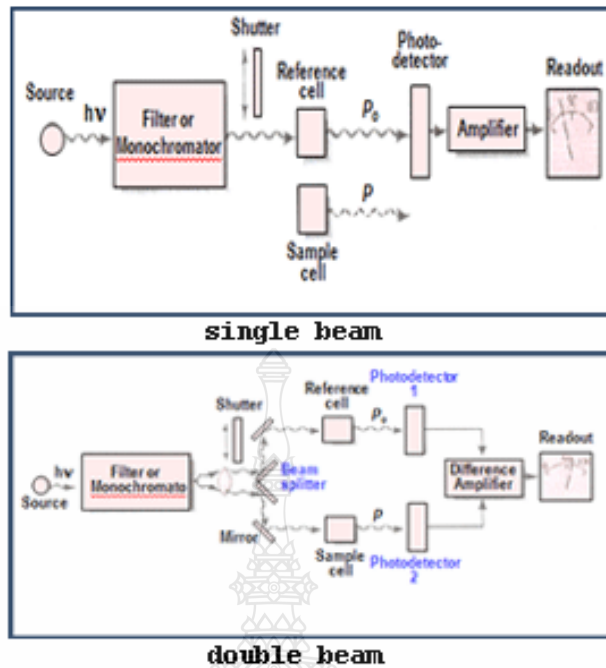 Shutter
Photo-
detector
Reference
cell
Readout
Source
hν
P₀
Filter or
Monochromator
Amplifier
P
Sample
cell
single beam
Photodetector
1
Reference
cell
Shutter
P₀
Readout
hν
Filter or
Monochromato
Beam
splitter
Difference
Amplifier
Source
P
Mirror
Sample
cell
Photodetector
2
double beam